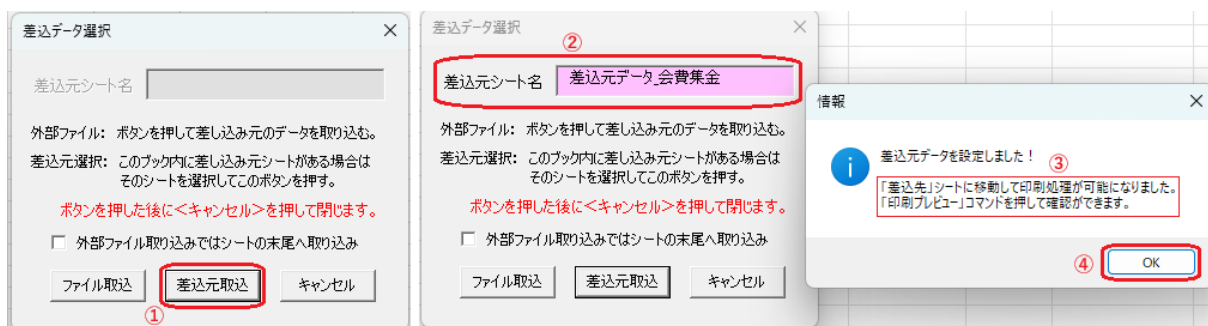 差込データ選択
差込元シート名
外部ファイル: ボタンを押して差し込み元のデータを取り込む。
差込元選択: このブック内に差し込み元シートがある場合は
そのシートを選択してこのボタンを押す。
ボタンを押した後に＜キャンセル＞を押して閉じます。
外部ファイル取り込みではシートの末尾へ取り込み
ファイル取込 差込元取込 キャンセル
①
差込データ選択
②
差込元シート名 差込元データ_会費集金
外部ファイル: ボタンを押して差し込み元のデータを取り込む。
差込元選択: このブック内に差し込み元シートがある場合は
そのシートを選択してこのボタンを押す。
ボタンを押した後に＜キャンセル＞を押して閉じます。
外部ファイル取り込みではシートの末尾へ取り込み
ファイル取込 差込元取込 キャンセル
情報
差込元データを設定しました！ ③
「差込先」シートに移動して印刷処理が可能になりました。
「印刷プレビュー」コマンドを押して確認ができます。
④ OK